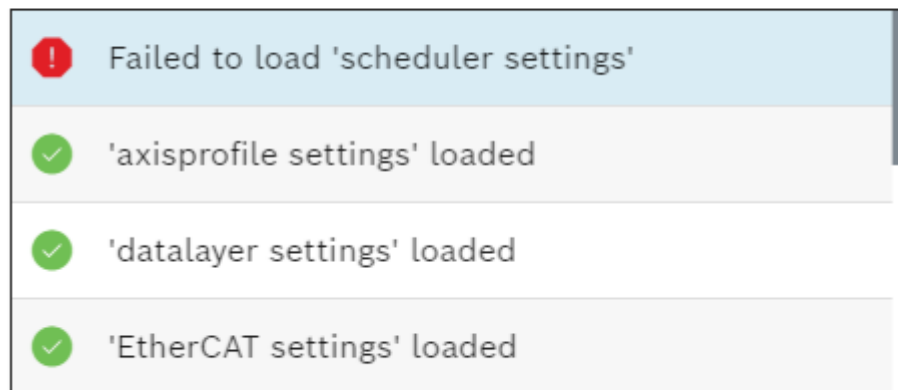 Failed to load 'scheduler settings'
'axisprofile settings' loaded
'datalayer settings' loaded
'EtherCAT settings' loaded